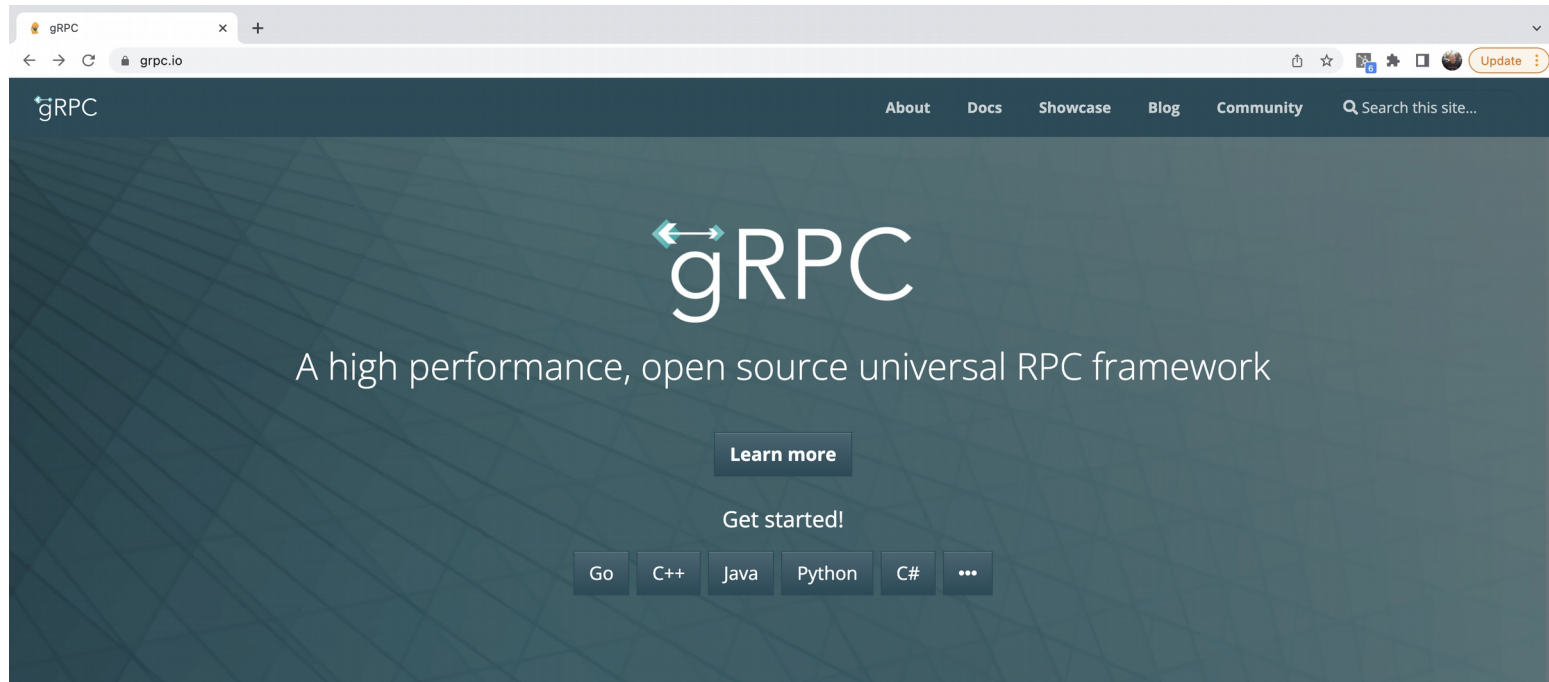 gRPC
grpc.io
6
Update
gRPC
About Docs Showcase Blog Community Search this site...
gRPC
A high performance, open source universal RPC framework
Learn more
Get started!
Go C++ Java Python C# •••